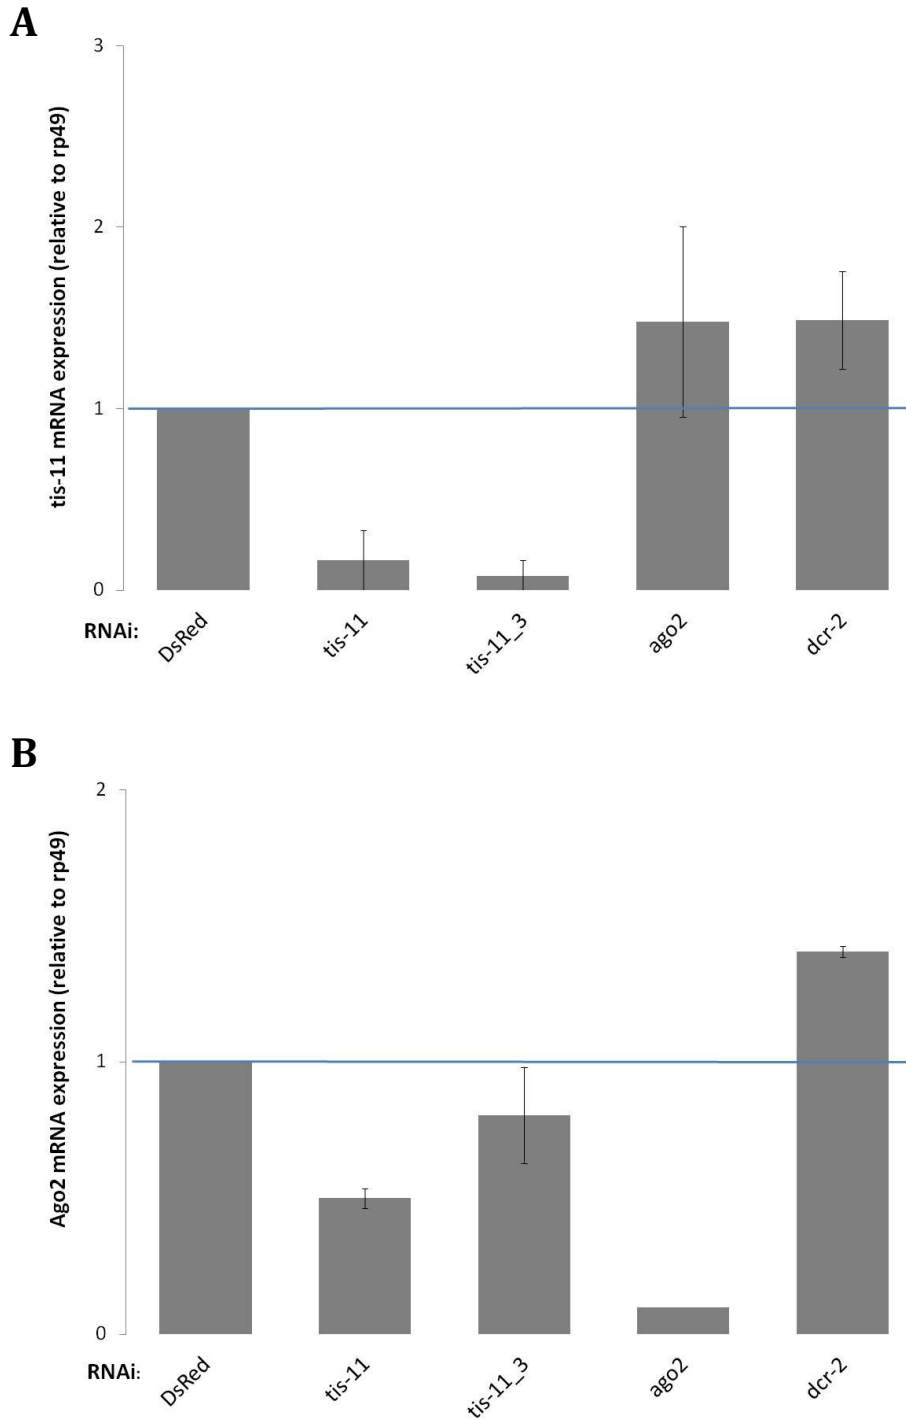 A
tis-11 mRNA expression (relative to rp49)
3
2
1
0
RNAi:
DsRed
tis-11
tis-11_3
ago2
dcr-2
B
Ago2 mRNA expression (relative to rp49)
2
1
0
RNAi:
DsRed
tis-11
tis-11_3
ago2
dcr-2